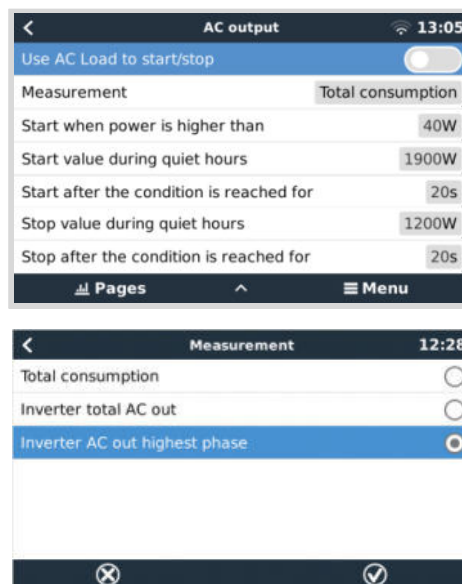 AC output 13:05
Use AC Load to start/stop
Measurement Total consumption
Start when power is higher than 40W
Start value during quiet hours 1900W
Start after the condition is reached for 20s
Stop value during quiet hours 1200W
Stop after the condition is reached for 20s
Pages Menu
Measurement 12:28
Total consumption
Inverter total AC out
Inverter AC out highest phase